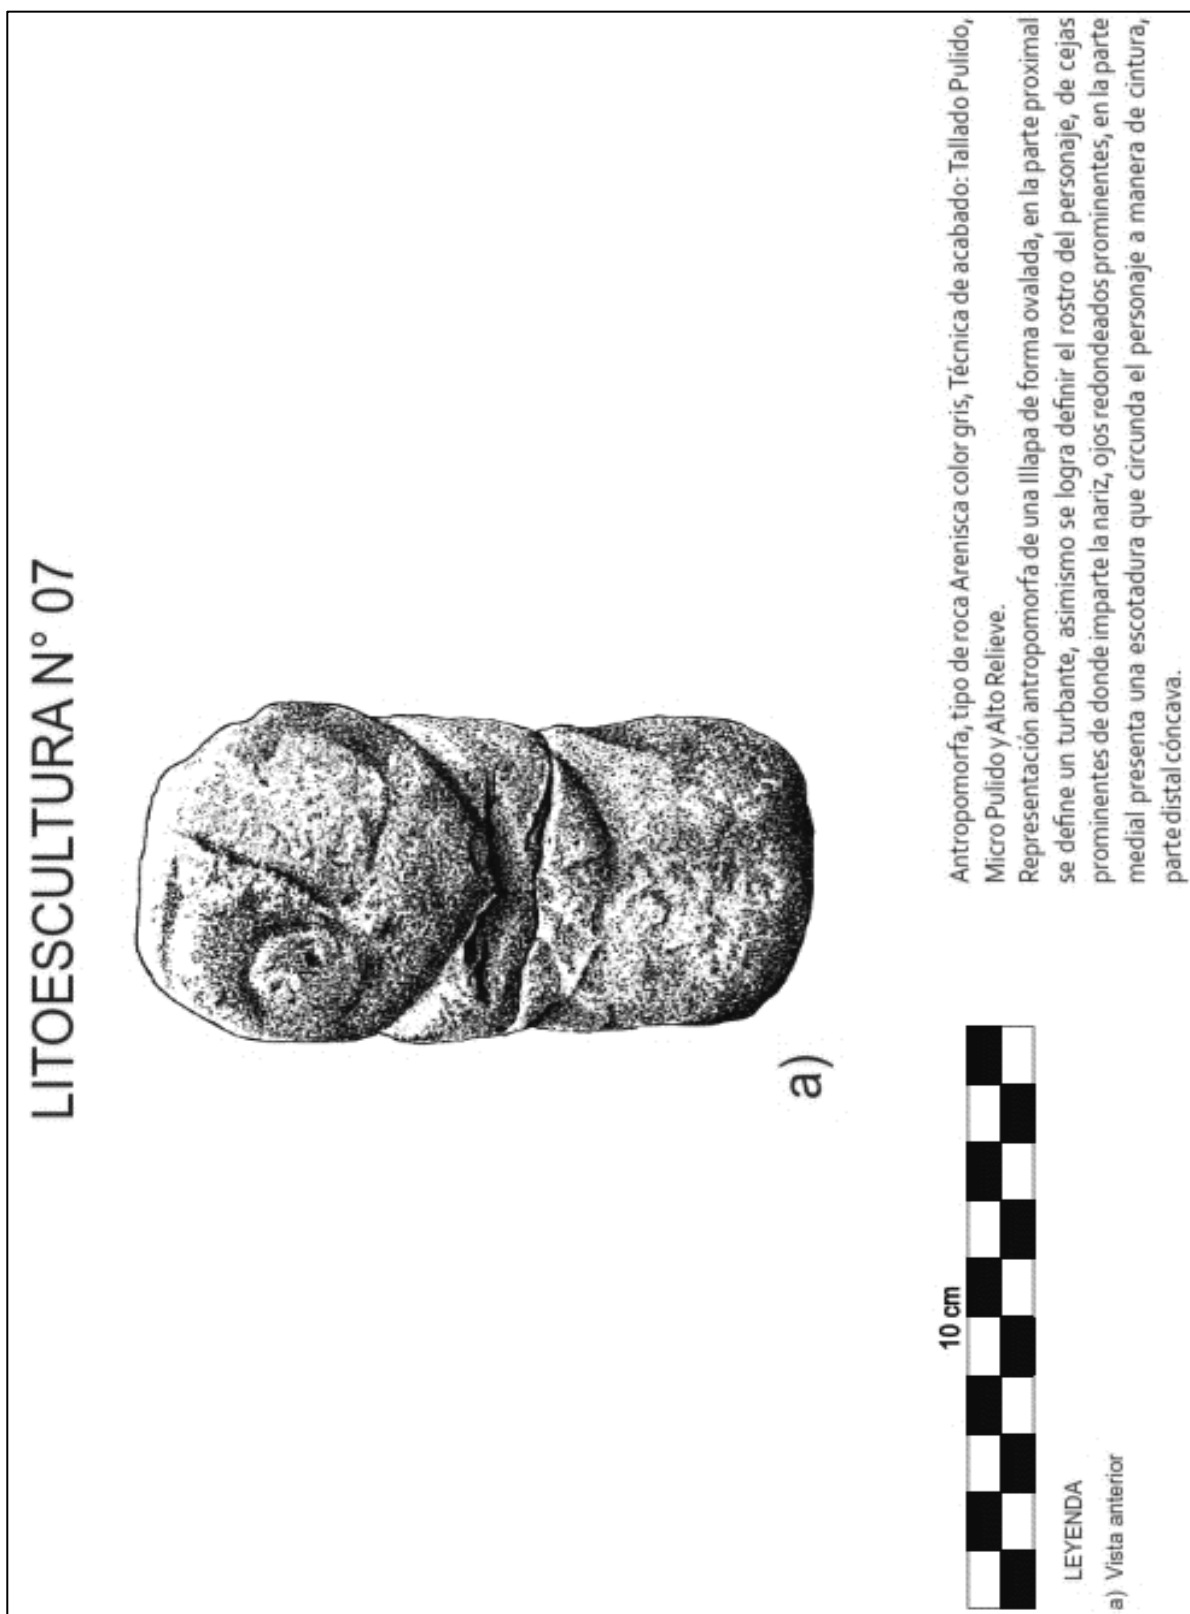 LITOESCULTURA N° 07
a)
10 cm
LEYENDA
a) Vista anterior
Antropomorfa, tipo de roca Arenisca color gris, Técnica de acabado: Tallado Pulido,
Micro Pulido y Alto Relieve.
Representación antropomorfa de una Illapa de forma ovalada, en la parte proximal
se define un turbante, asimismo se logra definir el rostro del personaje, de cejas
prominentes de donde imparte la nariz, ojos redondeados prominentes, en la parte
medial presenta una escotadura que circunda el personaje a manera de cintura,
parte distal cóncava.